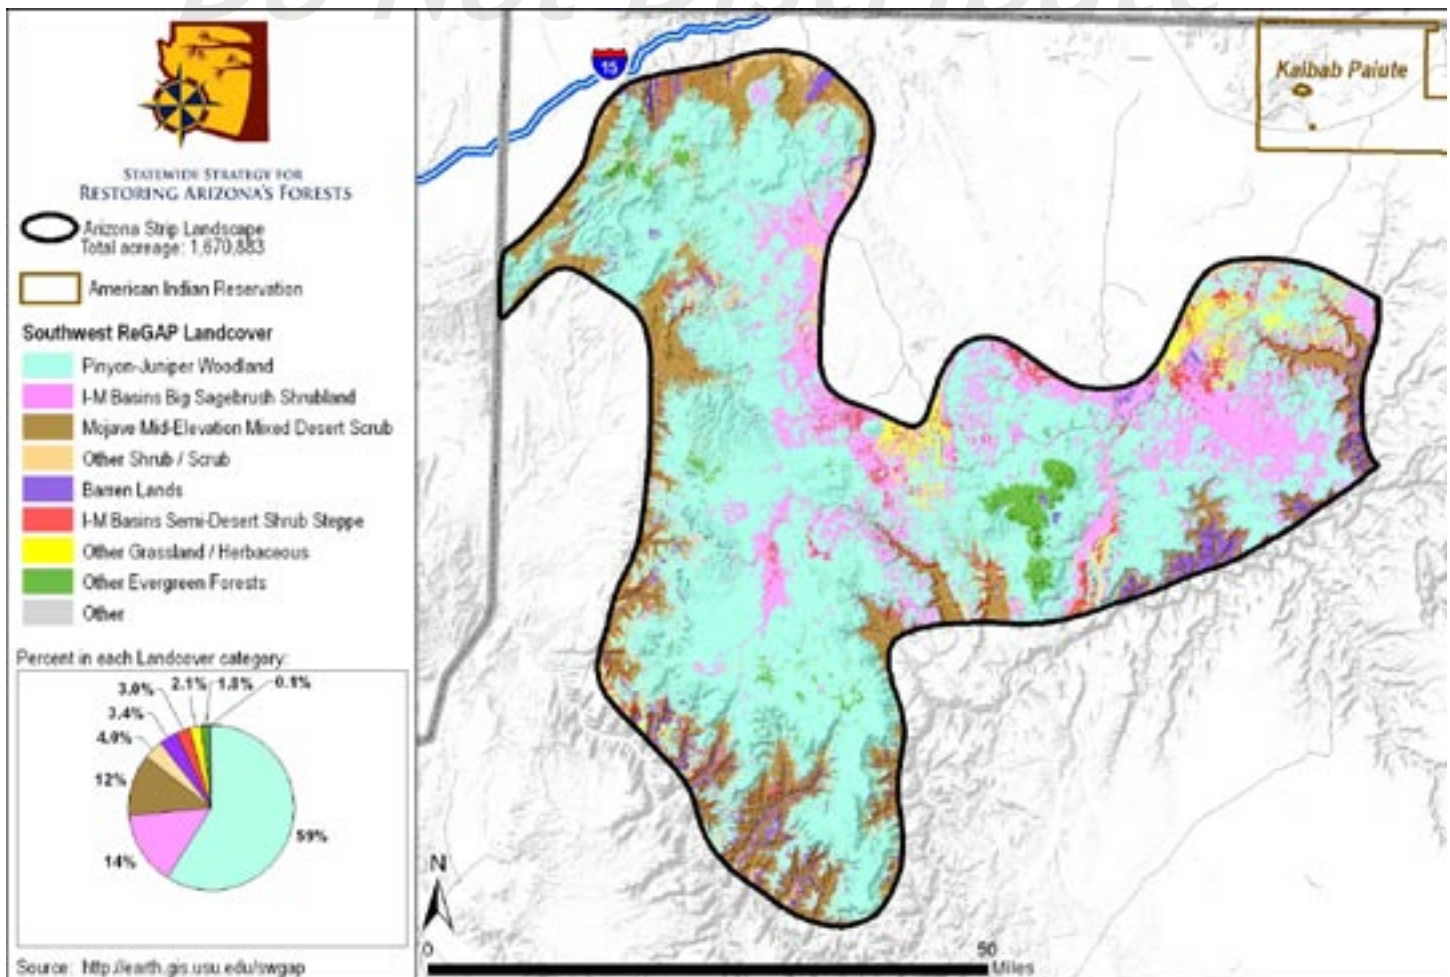 Do Not Distribute
STATEWIDE STRATEGY FOR
RESTORING ARIZONA'S FORESTS
Arizona Strip Landscape
Total acreage: 1,670,883
American Indian Reservation
Southwest ReGAP Landcover
Pinyon-Juniper Woodland
I-M Basins Big Sagebrush Shrubland
Mojave Mid-Elevation Mixed Desert Scrub
Other Shrub / Scrub
Barren Lands
I-M Basins Semi-Desert Shrub Steppe
Other Grassland / Herbaceous
Other Evergreen Forests
Other
Percent in each Landcover category:
3.0% 2.1% 1.8% 0.1%
3.4%
4.0%
12%
14%
59%
Source: http://earth.gis.usu.edu/swgap
15
Kaibab Paiute
N
0 50
Miles